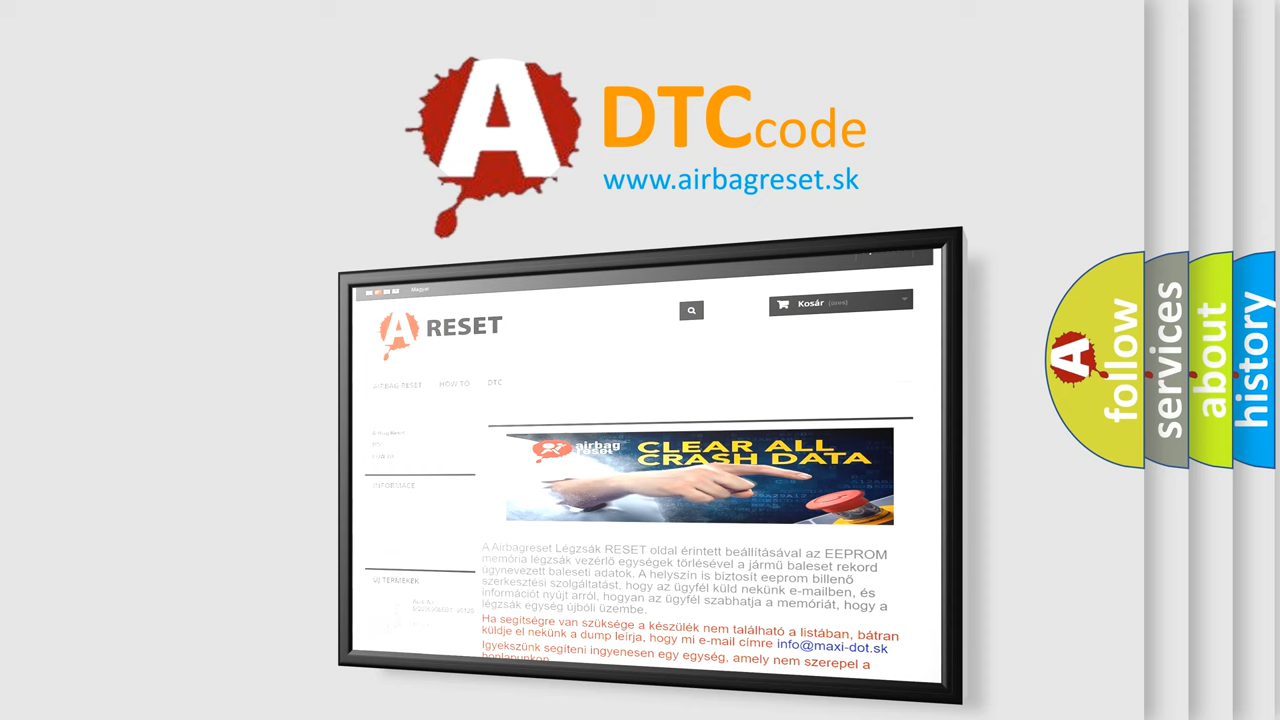 A
DTC code
www.airbagreset.sk
Magyar
Kosár (üres)
A RESET
AIRBAG RESET HOW TO DTC
INFORMACE
airbag
reset
CLEAR ALL
CRASH DATA
A Airbagreset Légzsák RESET oldal érintett beállításával az EEPROM
memória légzsák vezérlő egységek törlésével a jármű baleset rekord
úgynevezett baleseti adatok. A helyszín is biztosít eeprom billenő
szerkesztési szolgáltatást, hogy az ügyfél küld nekünk e-mailben, és
információt nyújt arról, hogyan az ügyfél szabhatja a memóriát, hogy a
légzsák egység újbóli üzembe.
Ha segítségre van szüksége a készülék nem található a listában, bátran
küldje el nekünk a dump leírja, hogy mi e-mail címre info@maxi-dot.sk
Igyekszünk segíteni ingyenesen egy egység, amely nem szerepel a
honlapunkon
ÚJ TERMÉKEK
A
follow
services
about
history